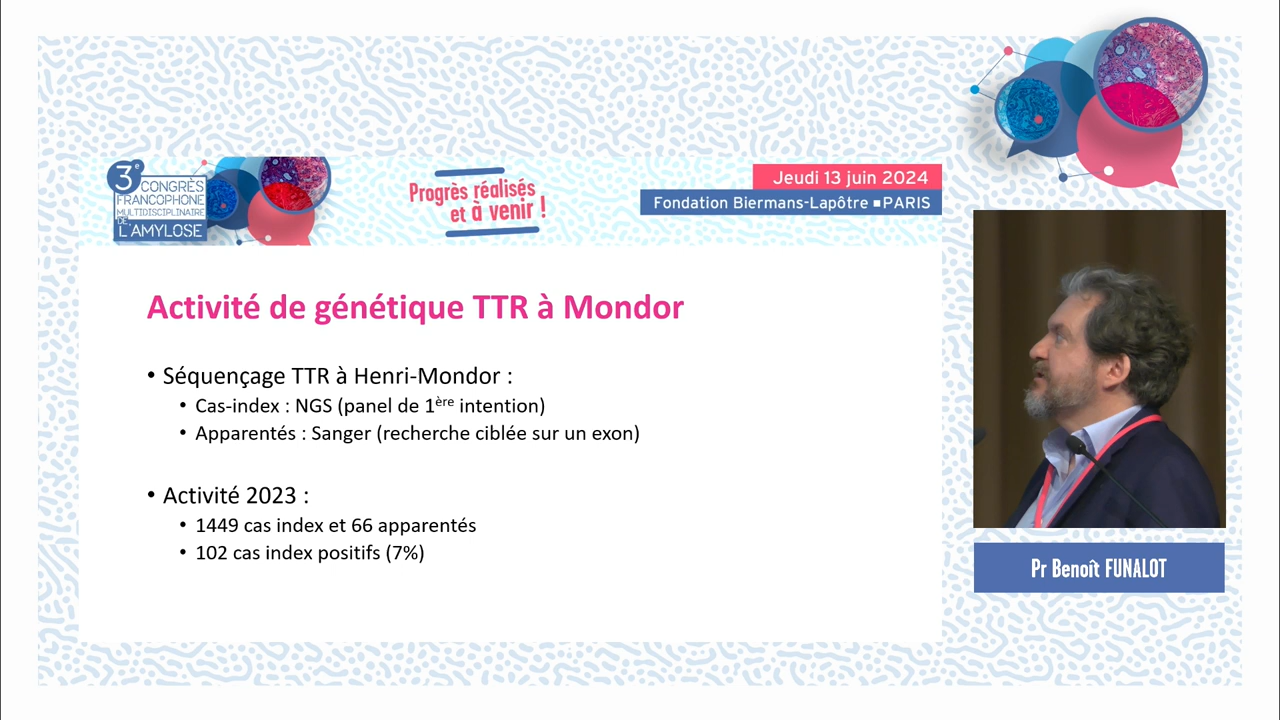 3e
CONGRÈS
FRANCOPHONE
MULTIDISCIPLINAIRE
DE
L'AMYLOSE
Progrès réalisés
et à venir !
Jeudi 13 juin 2024
Fondation Biermans-Lapôtre ■ PARIS
Activité de génétique TTR à Mondor
• Séquençage TTR à Henri-Mondor :
• Cas-index : NGS (panel de 1ère intention)
• Apparentés : Sanger (recherche ciblée sur un exon)
• Activité 2023 :
• 1449 cas index et 66 apparentés
• 102 cas index positifs (7%)
Pr Benoît FUNALOT